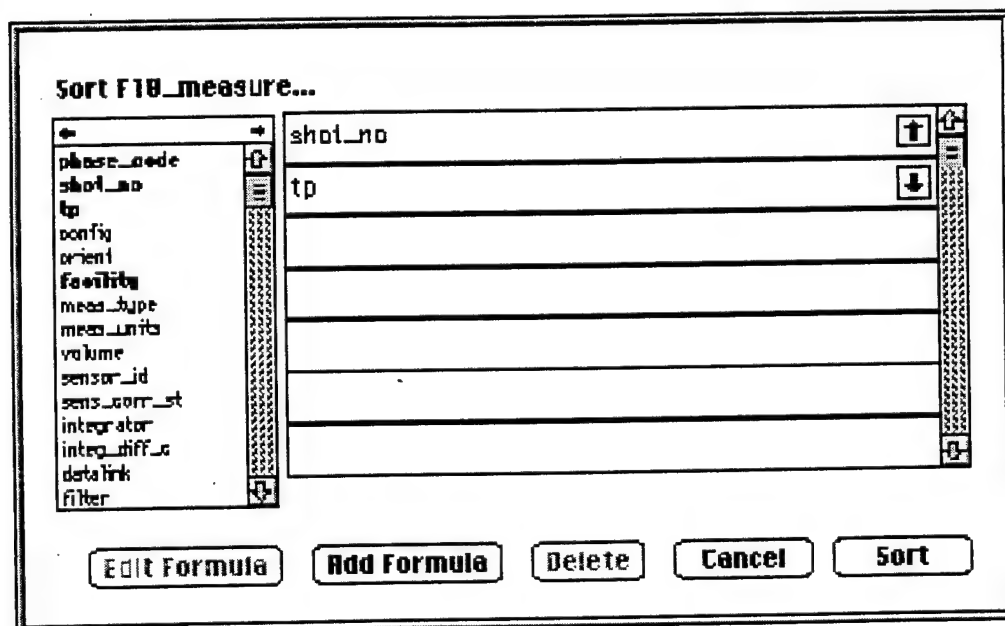 Sort F18_measure...
phase_code
shot_no
tp
config
orient
facility
meas_type
meas_units
volume
sensor_id
sens_corr_st
integrator
integ_diff_c
datalink
filter
shot_no
tp
Edit Formula
Add Formula
Delete
Cancel
Sort